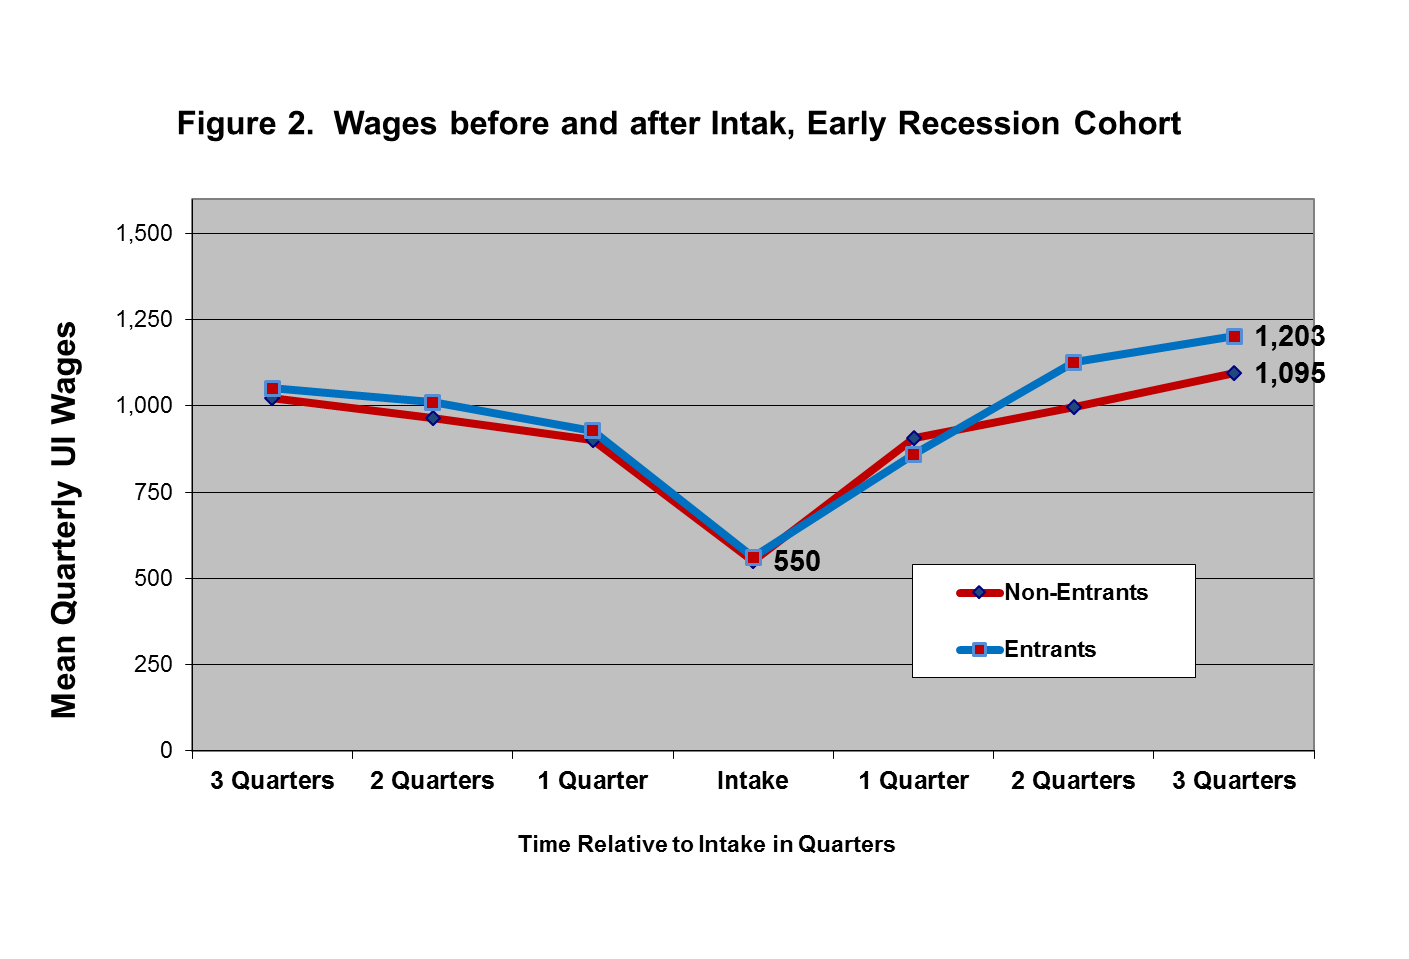 Figure 2. Wages before and after Intak, Early Recession Cohort
Mean Quarterly UI Wages
1,500
1,250
1,000
750
500
250
0
1,203
1,095
550
Non-Entrants
Entrants
3 Quarters 2 Quarters 1 Quarter Intake 1 Quarter 2 Quarters 3 Quarters
Time Relative to Intake in Quarters